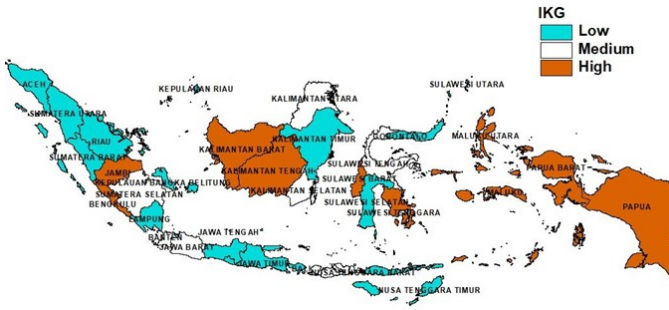 IKG
Low
Medium
High
ACEH
SUMATERA UTARA
RIAU
SUMATERA BARAT
JAMBI
KEPULAUAN BANGKA BELITUNG
SUMATERA SELATAN
BENGKULU
LAMPUNG
BANTEN
JAWA BARAT
JAWA TENGAH
JAWA TIMUR
BALI
NUSA TENGGARA BARAT
NUSA TENGGARA TIMUR
KEPULAUAN RIAU
KALIMANTAN UTARA
KALIMANTAN TIMUR
KALIMANTAN BARAT
KALIMANTAN TENGAH
KALIMANTAN SELATAN
SULAWESI UTARA
GORONTALO
SULAWESI TENGAH
SULAWESI BARAT
SULAWESI SELATAN
SULAWESI TENGGARA
MALUKU UTARA
MALUKU
PAPUA BARAT
PAPUA